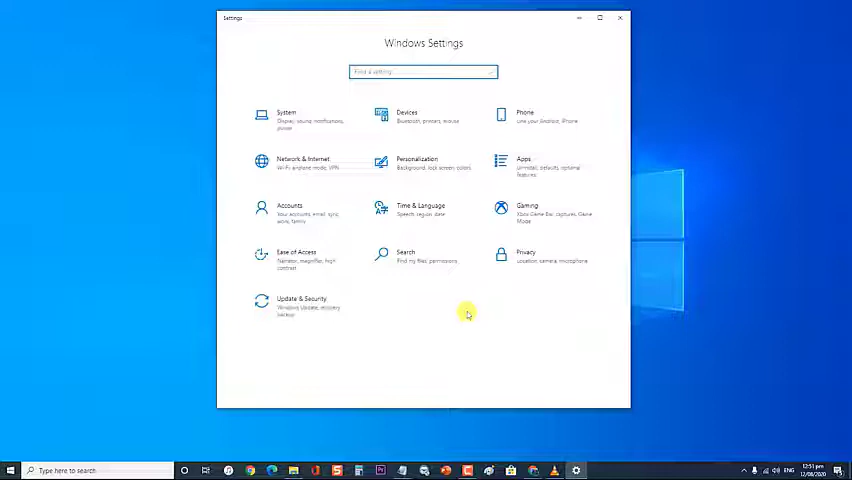 Settings
Windows Settings
Find a setting
System
Display, sound, notifications,
power
Devices
Bluetooth, printers, mouse
Phone
Link your Android, iPhone
Network & Internet
Wi-Fi, airplane mode, VPN
Personalization
Background, lock screen, colors
Apps
Uninstall, defaults, optional
features
Accounts
Your accounts, email, sync,
work, family
Time & Language
Speech, region, date
Gaming
Xbox Game Bar, captures, Game
Mode
Ease of Access
Narrator, magnifier, high
contrast
Search
Find my files, permissions
Privacy
Location, camera, microphone
Update & Security
Windows Update, recovery,
backup
Type here to search
12:51 pm
12/08/2020